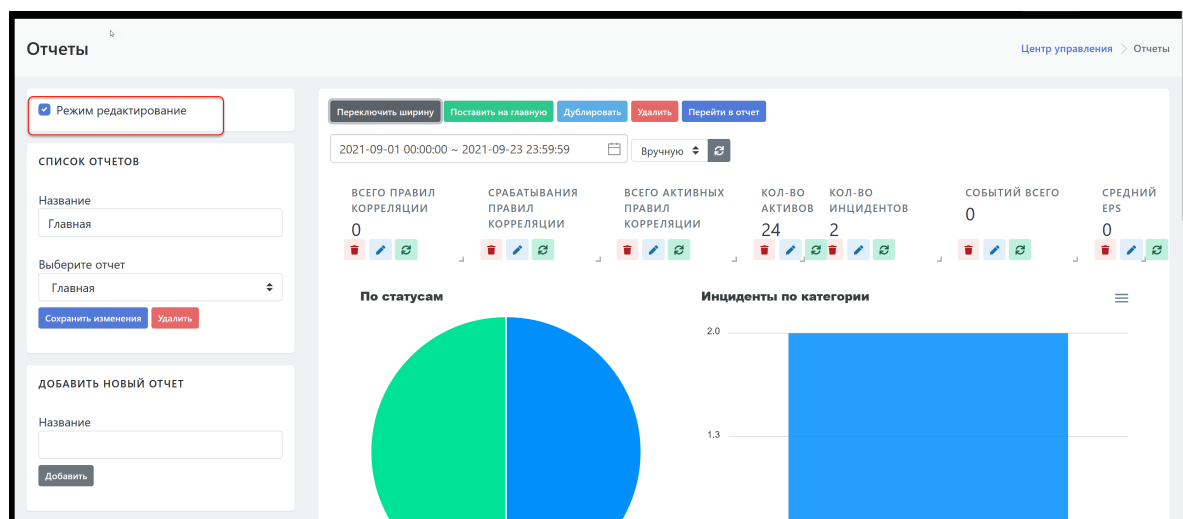 Отчеты
Центр управления > Отчеты
Режим редактирование
СПИСОК ОТЧЕТОВ
Название
Главная
Выберите отчет
Главная
Сохранить изменения Удалить
ДОБАВИТЬ НОВЫЙ ОТЧЕТ
Название
Добавить
Переключить ширину Поставить на главную Дублировать Удалить Перейти в отчет
2021-09-01 00:00:00 ~ 2021-09-23 23:59:59 Вручную
ВСЕГО ПРАВИЛ
КОРРЕЛЯЦИИ
0
СРАБАТЫВАНИЯ
ПРАВИЛ
КОРРЕЛЯЦИИ
ВСЕГО АКТИВНЫХ
ПРАВИЛ
КОРРЕЛЯЦИИ
КОЛ-ВО
АКТИВОВ
24
КОЛ-ВО
ИНЦИДЕНТОВ
2
СОБЫТИЙ ВСЕГО
0
СРЕДНИЙ
EPS
0
По статусам
Инциденты по категории
2.0
1.3